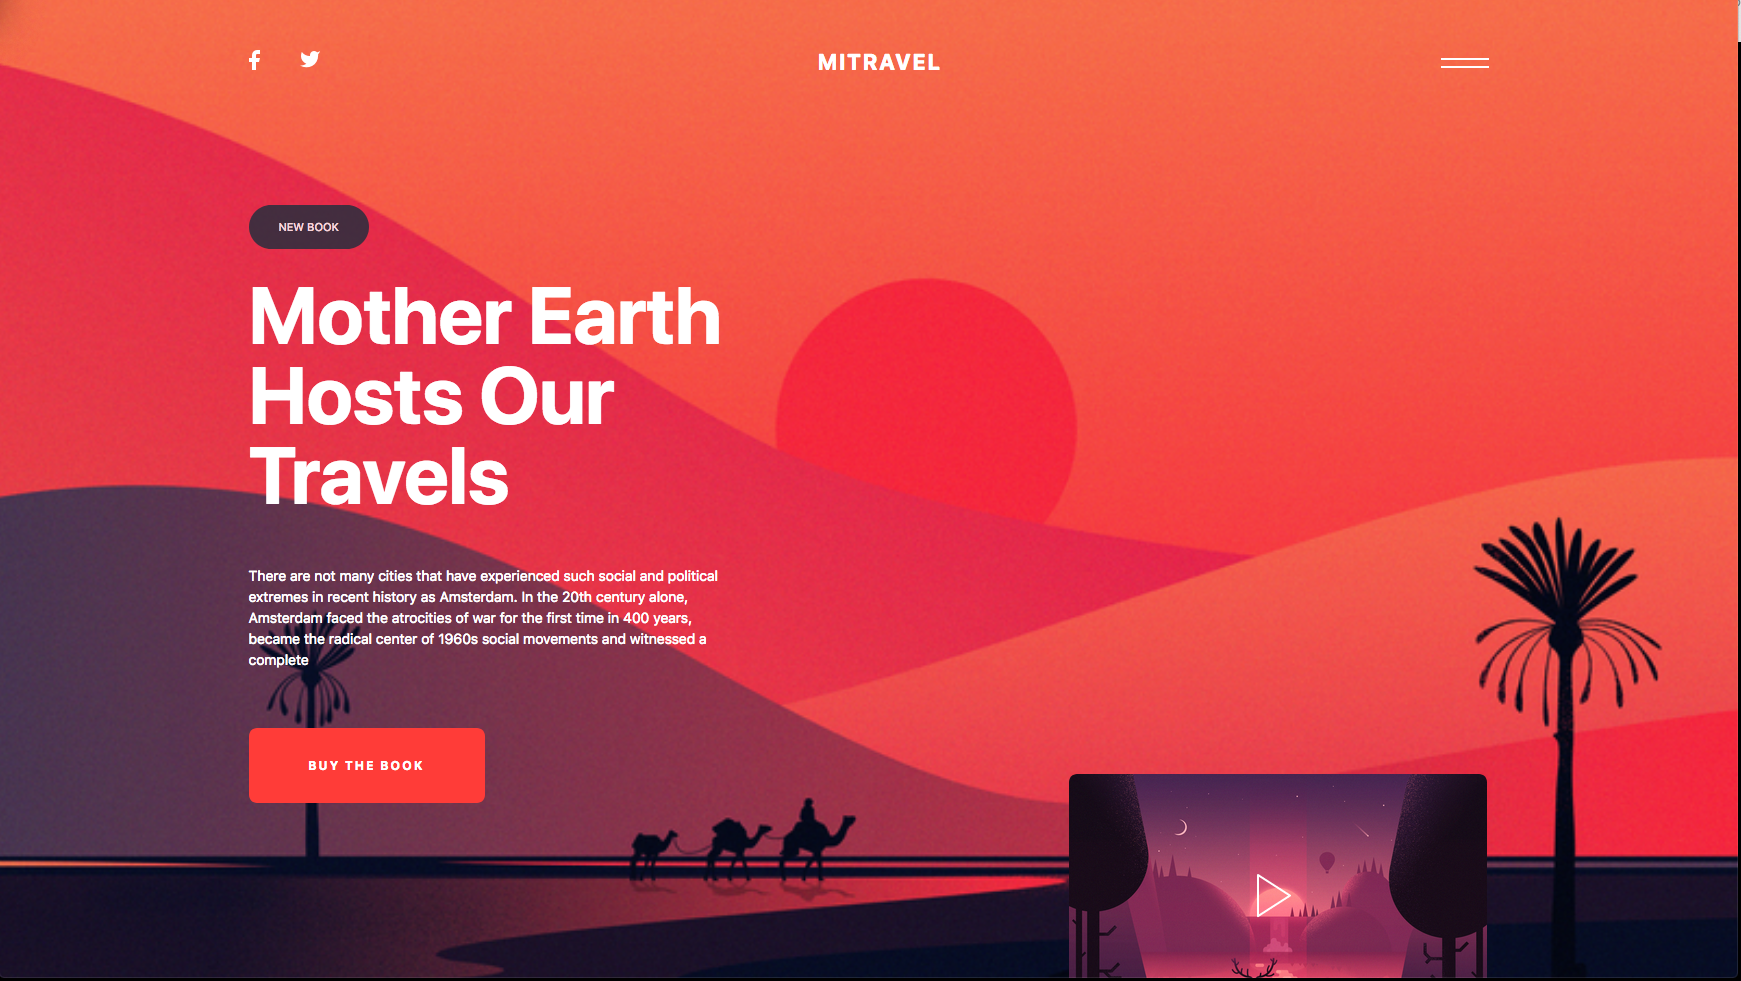 MITRAVEL
NEW BOOK
Mother Earth
Hosts Our
Travels
There are not many cities that have experienced such social and political
extremes in recent history as Amsterdam. In the 20th century alone,
Amsterdam faced the atrocities of war for the first time in 400 years,
became the radical center of 1960s social movements and witnessed a
complete
BUY THE BOOK